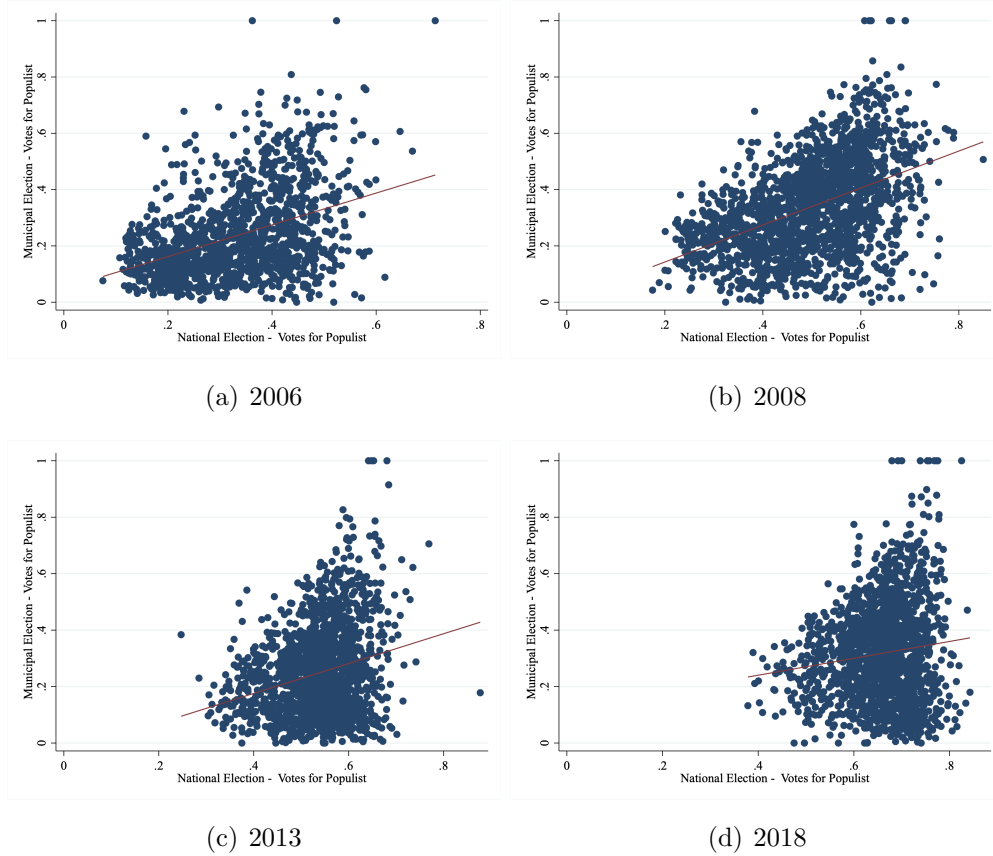 Municipal Election - Votes for Populist
1
.8
.6
.4
.2
0
0 .2 .4 .6 .8
National Election - Votes for Populist
(a) 2006
Municipal Election - Votes for Populist
1
.8
.6
.4
.2
0
0 .2 .4 .6 .8
National Election - Votes for Populist
(b) 2008
Municipal Election - Votes for Populist
1
.8
.6
.4
.2
0
0 .2 .4 .6 .8
National Election - Votes for Populist
(c) 2013
Municipal Election - Votes for Populist
1
.8
.6
.4
.2
0
0 .2 .4 .6 .8
National Election - Votes for Populist
(d) 2018